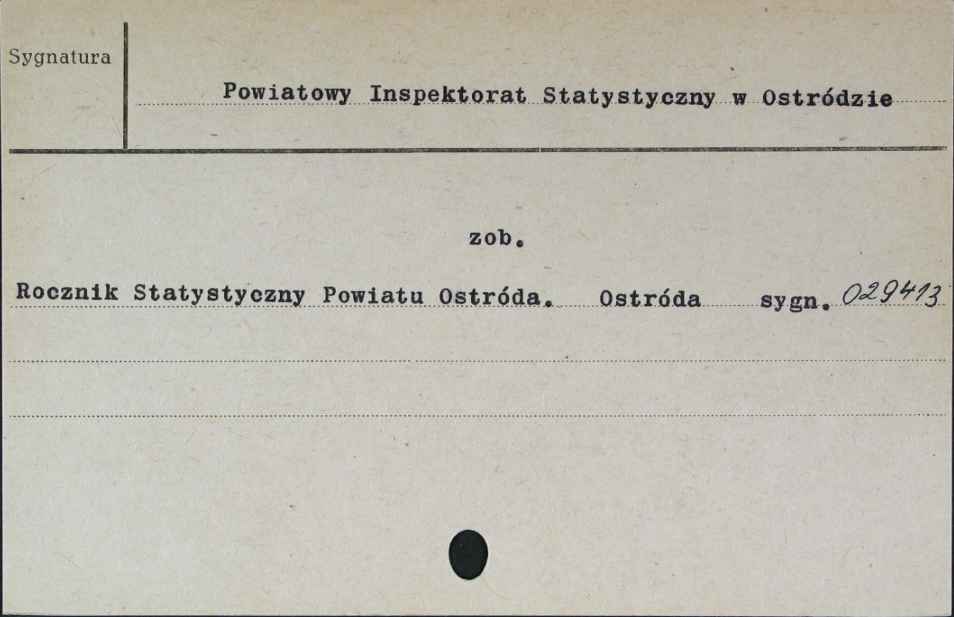 Sygnatura
Powiatowy Inspektorat Statystyczny w Ostródzie
zob.
Rocznik Statystyczny Powiatu Ostróda. Ostróda sygn. 029413